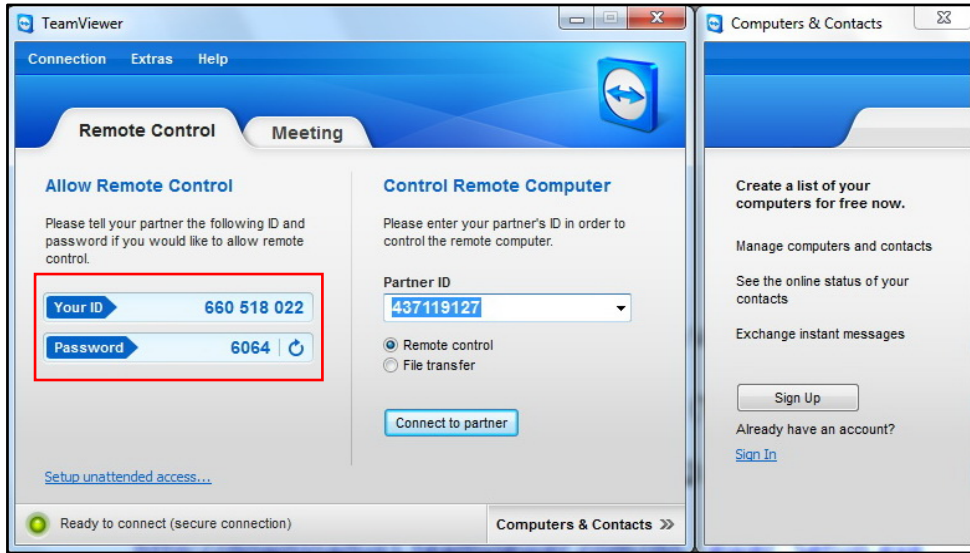 TeamViewer
Connection Extras Help
Remote Control Meeting
Allow Remote Control
Please tell your partner the following ID and
password if you would like to allow remote
control.
Your ID 660 518 022
Password 6064
Setup unattended access...
Ready to connect (secure connection)
Control Remote Computer
Please enter your partner's ID in order to
control the remote computer.
Partner ID
437119127
Remote control
File transfer
Connect to partner
Computers & Contacts >>
Computers & Contacts
Create a list of your
computers for free now.
Manage computers and contacts
See the online status of your
contacts
Exchange instant messages
Sign Up
Already have an account?
Sign In